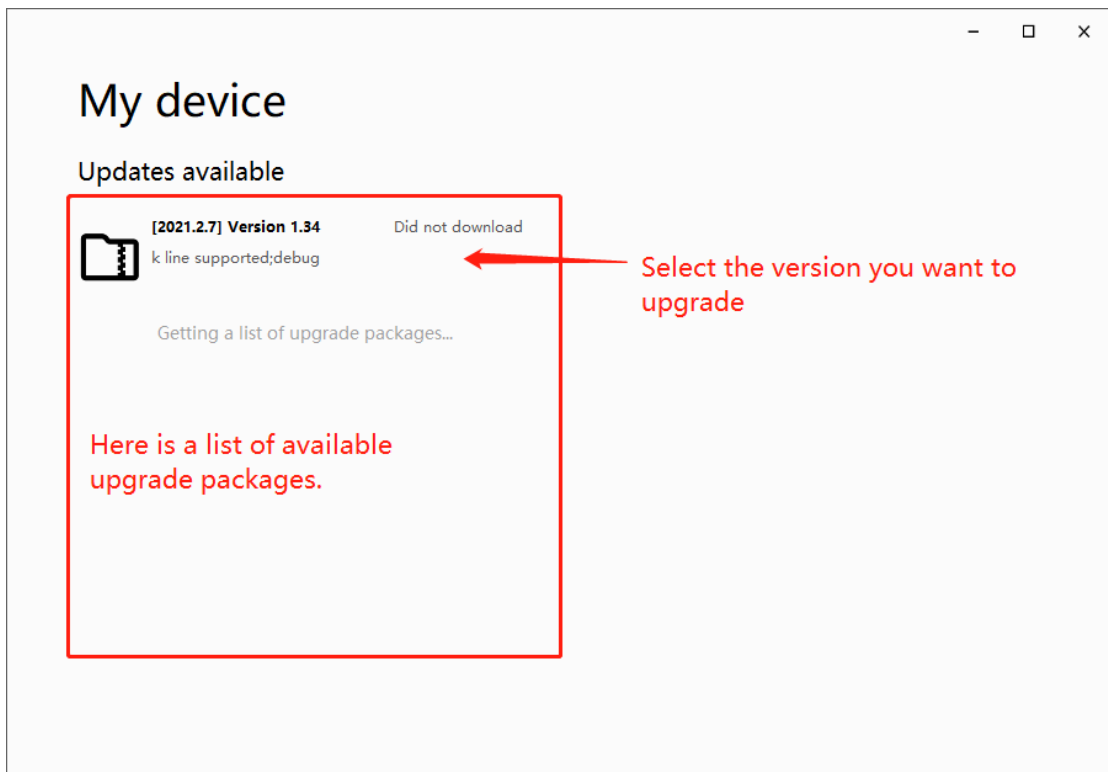 My device
Updates available
[2021.2.7] Version 1.34 Did not download
k line supported;debug
Select the version you want to
upgrade
Getting a list of upgrade packages...
Here is a list of available
upgrade packages.